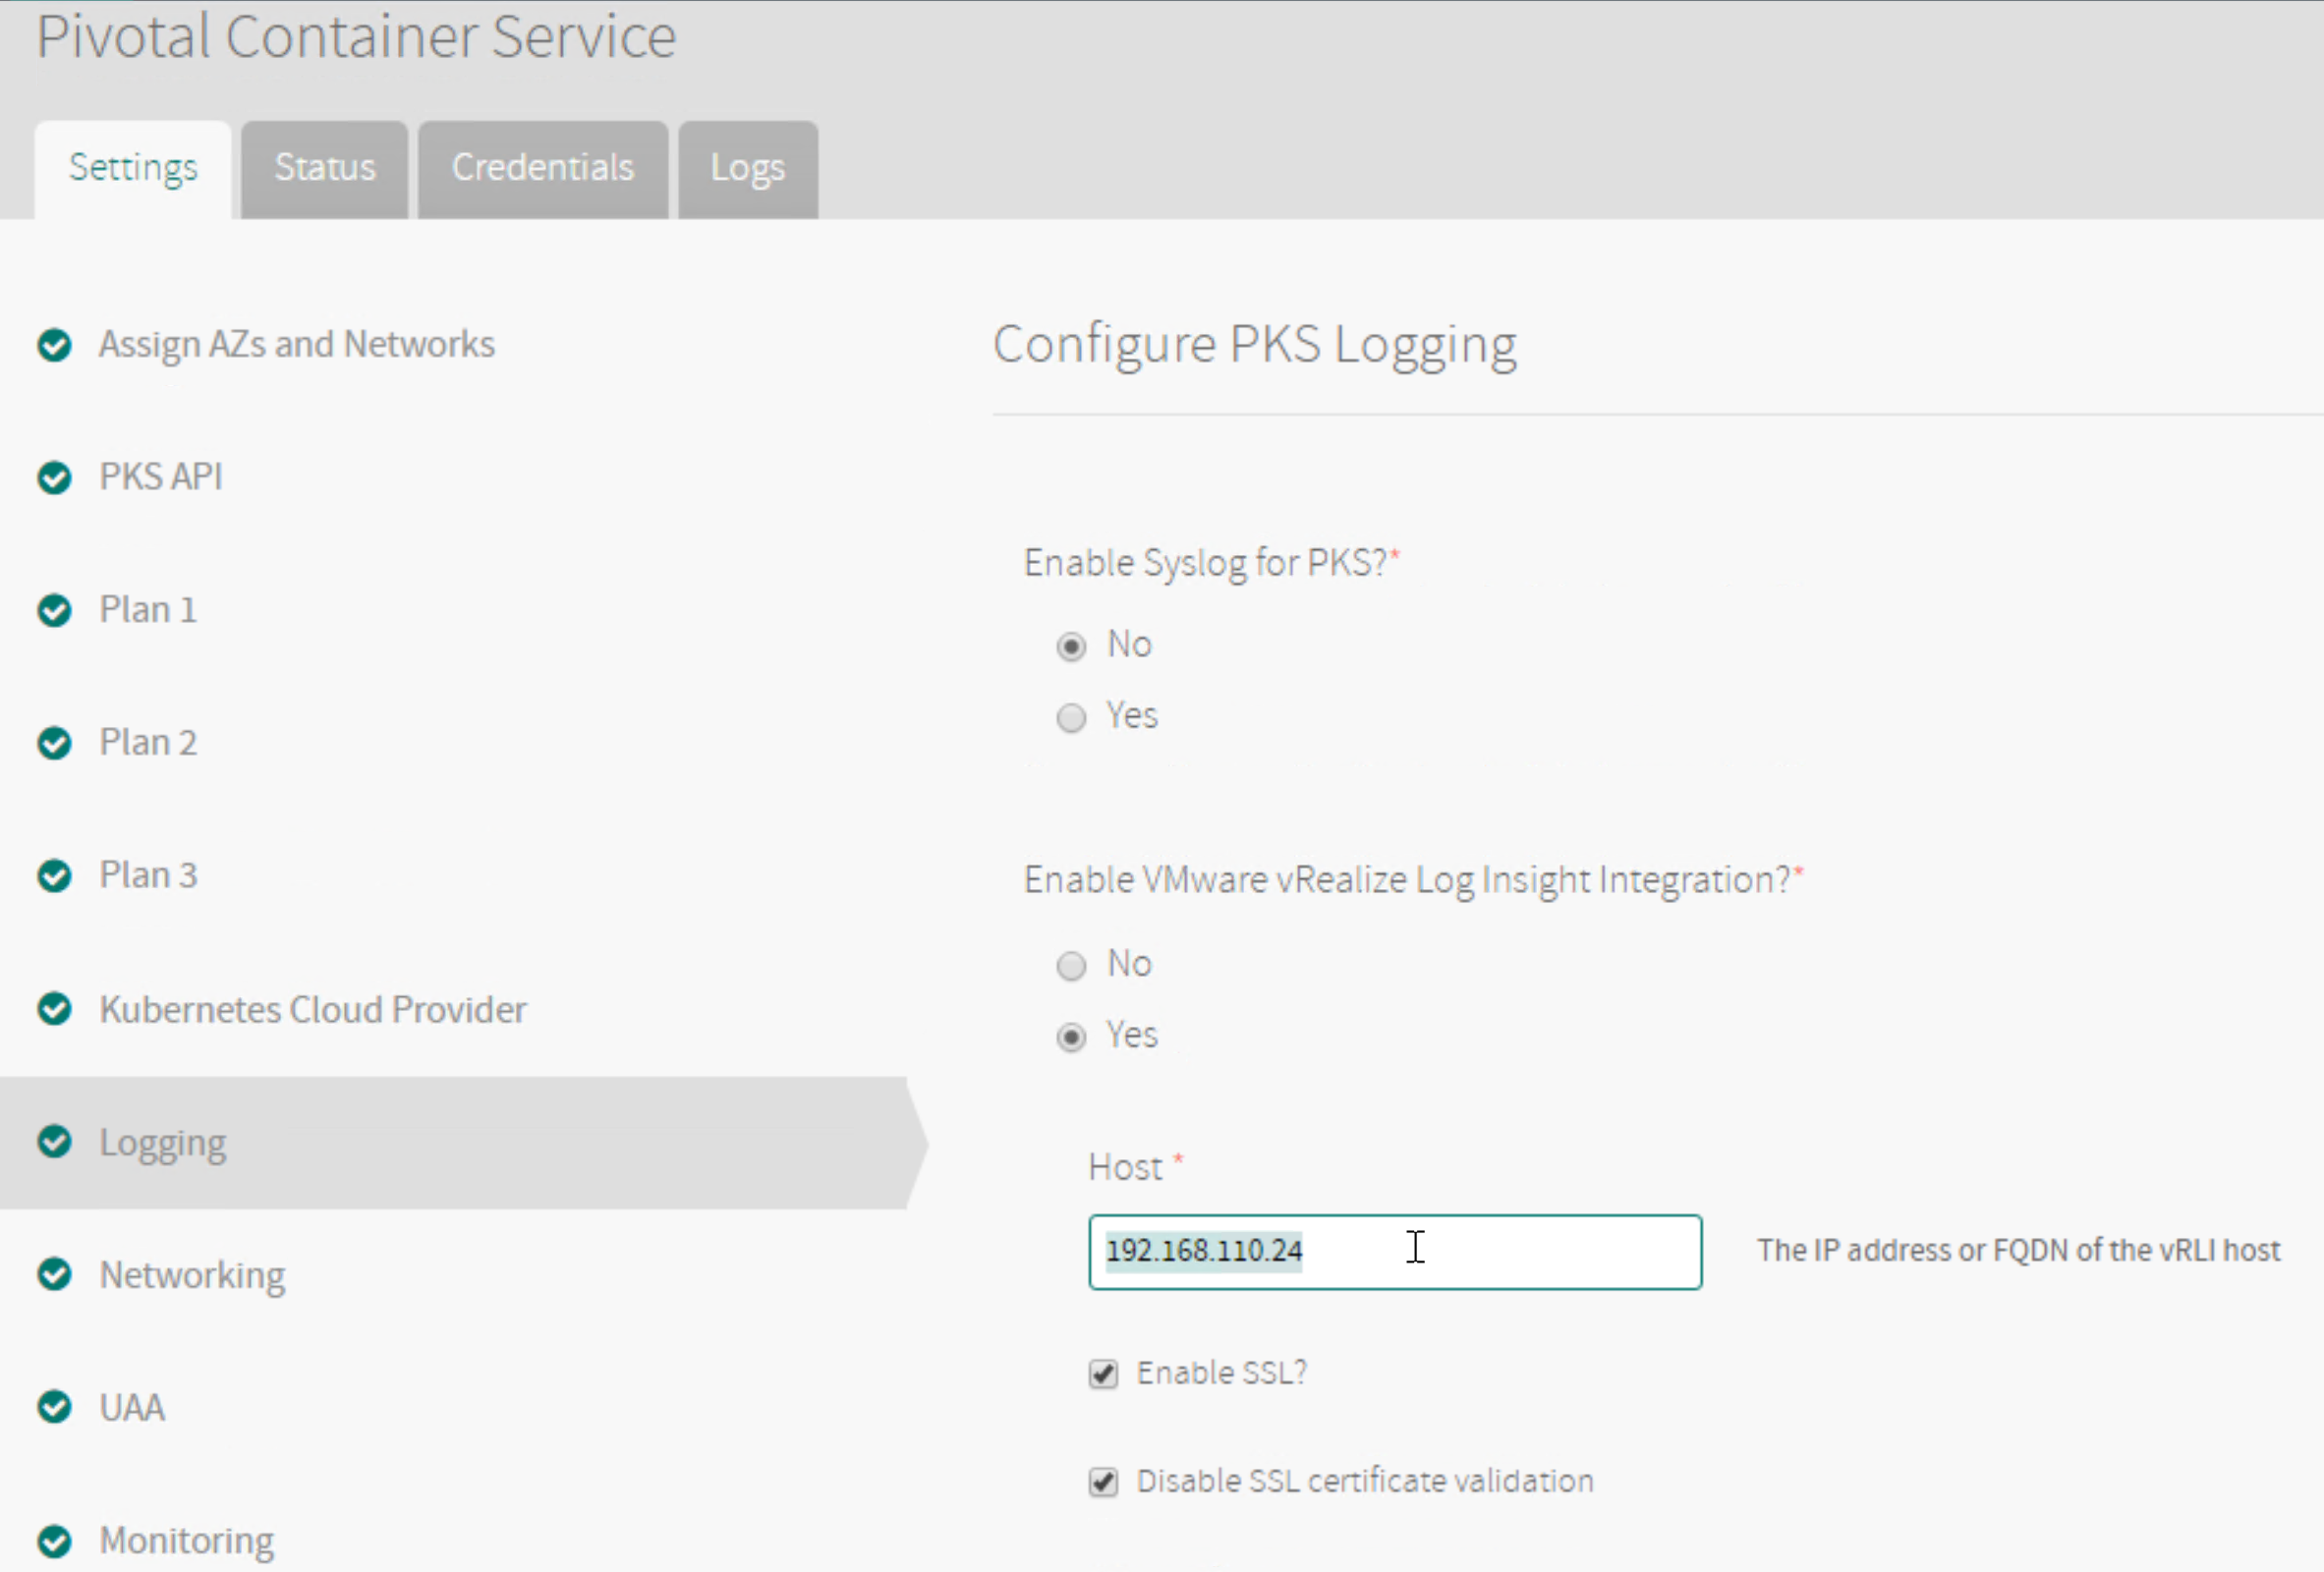 Pivotal Container Service
Settings
Status
Credentials
Logs
Assign AZs and Networks
PKS API
Plan 1
Plan 2
Plan 3
Kubernetes Cloud Provider
Logging
Networking
UAA
Monitoring
Configure PKS Logging
Enable Syslog for PKS?*
No
Yes
Enable VMware vRealize Log Insight Integration?*
No
Yes
Host *
192.168.110.24
The IP address or FQDN of the vRLI host
Enable SSL?
Disable SSL certificate validation